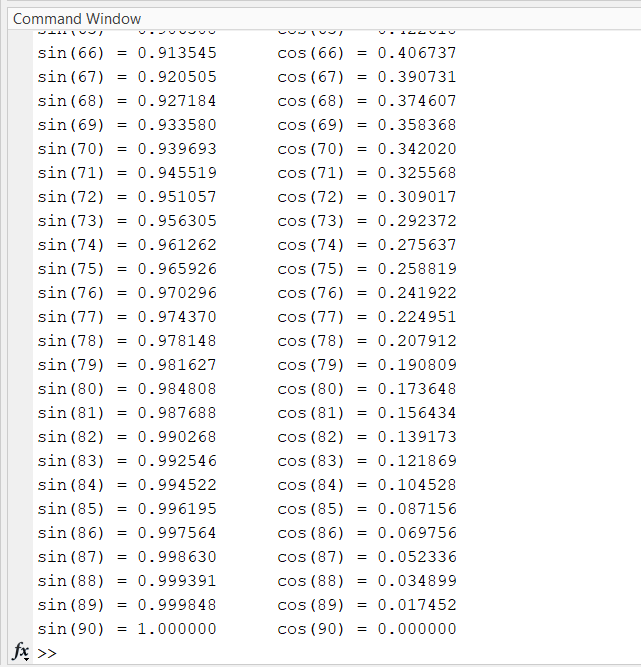 Command Window
sin(66) = 0.913545 cos(66) = 0.406737
sin(67) = 0.920505 cos(67) = 0.390731
sin(68) = 0.927184 cos(68) = 0.374607
sin(69) = 0.933580 cos(69) = 0.358368
sin(70) = 0.939693 cos(70) = 0.342020
sin(71) = 0.945519 cos(71) = 0.325568
sin(72) = 0.951057 cos(72) = 0.309017
sin(73) = 0.956305 cos(73) = 0.292372
sin(74) = 0.961262 cos(74) = 0.275637
sin(75) = 0.965926 cos(75) = 0.258819
sin(76) = 0.970296 cos(76) = 0.241922
sin(77) = 0.974370 cos(77) = 0.224951
sin(78) = 0.978148 cos(78) = 0.207912
sin(79) = 0.981627 cos(79) = 0.190809
sin(80) = 0.984808 cos(80) = 0.173648
sin(81) = 0.987688 cos(81) = 0.156434
sin(82) = 0.990268 cos(82) = 0.139173
sin(83) = 0.992546 cos(83) = 0.121869
sin(84) = 0.994522 cos(84) = 0.104528
sin(85) = 0.996195 cos(85) = 0.087156
sin(86) = 0.997564 cos(86) = 0.069756
sin(87) = 0.998630 cos(87) = 0.052336
sin(88) = 0.999391 cos(88) = 0.034899
sin(89) = 0.999848 cos(89) = 0.017452
sin(90) = 1.000000 cos(90) = 0.000000
fx >>